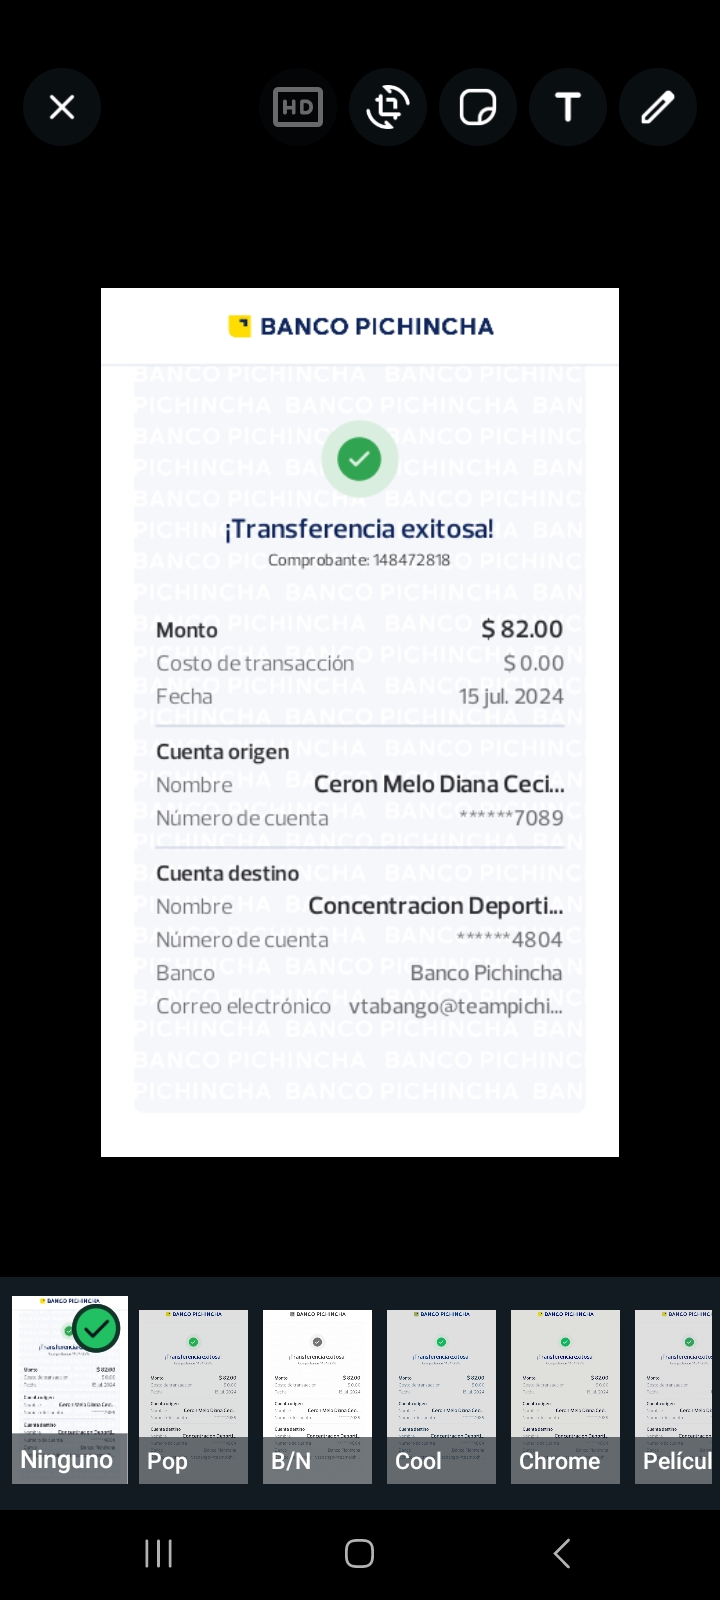 HD
T
BANCO PICHINCHA
¡Transferencia exitosa!
Comprobante: 148472818
Monto $ 82.00
Costo de transacción $ 0.00
Fecha 15 jul. 2024
Cuenta origen
Nombre Ceron Melo Diana Ceci...
Número de cuenta ******7089
Cuenta destino
Nombre Concentracion Deporti...
Número de cuenta ******4804
Banco Banco Pichincha
Correo electrónico vtabango@teampichi...
Ninguno
Pop
B/N
Cool
Chrome
Películ